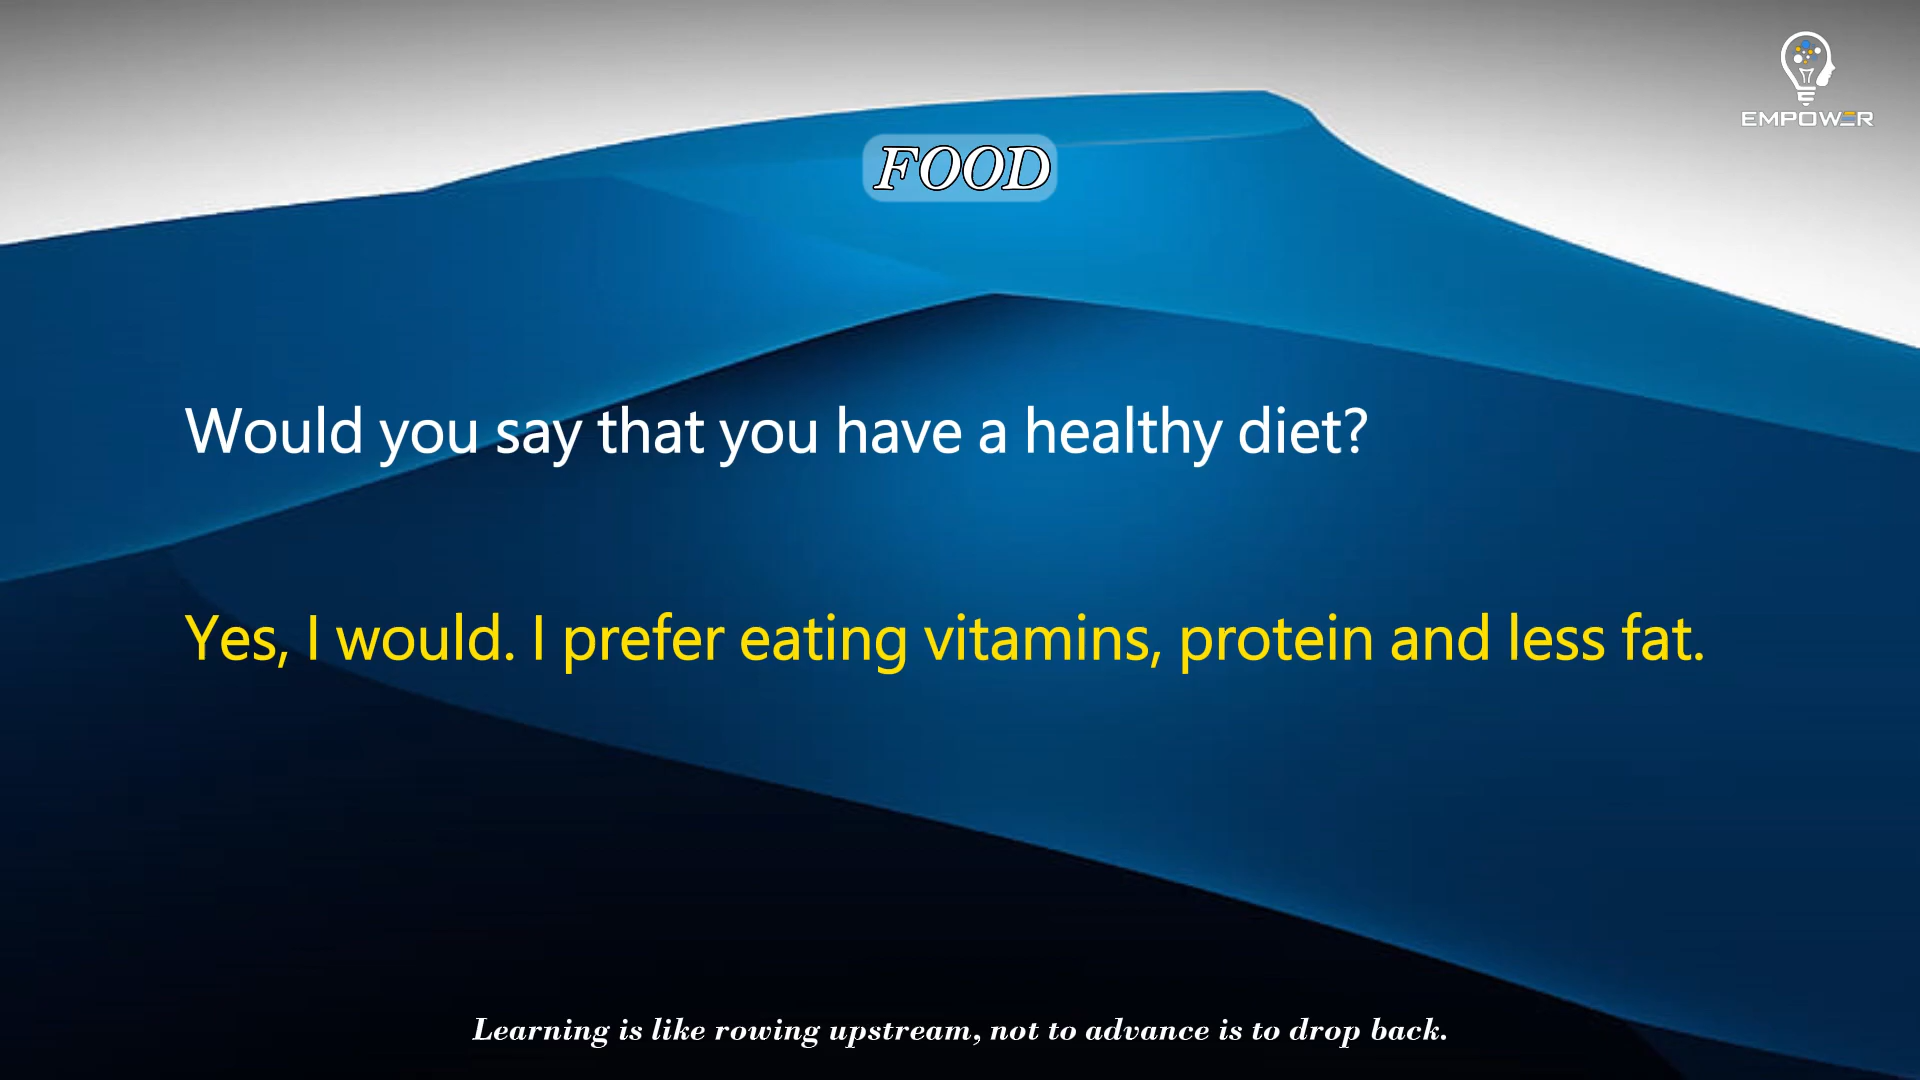 EMPOWER
FOOD
Would you say that you have a healthy diet?
Yes, I would. I prefer eating vitamins, protein and less fat.
Learning is like rowing upstream, not to advance is to drop back.